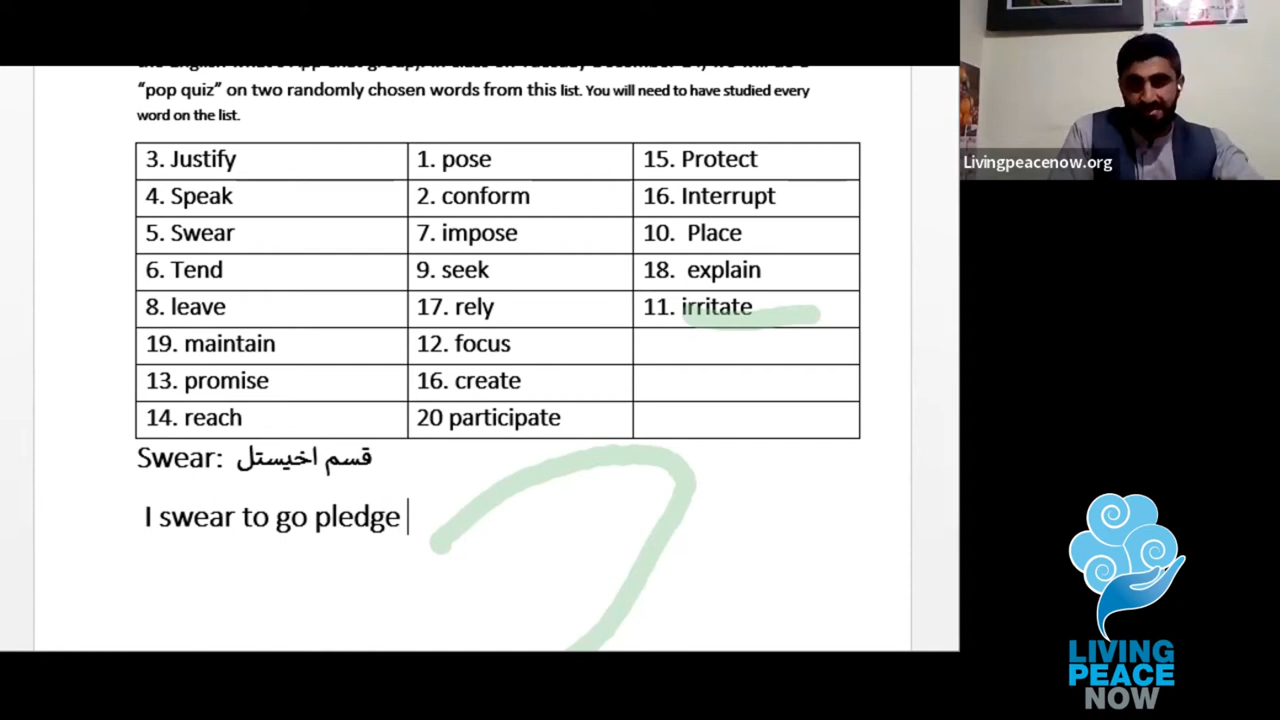 "pop quiz" on two randomly chosen words from this list. You will need to have studied every
word on the list.
3. Justify 1. pose 15. Protect
4. Speak 2. conform 16. Interrupt
5. Swear 7. impose 10. Place
6. Tend 9. seek 18. explain
8. leave 17. rely 11. irritate
19. maintain 12. focus
13. promise 16. create
14. reach 20 participate
Swear: قسم اخیستل
I swear to go pledge
Livingpeacenow.org
LIVING
PEACE
NOW